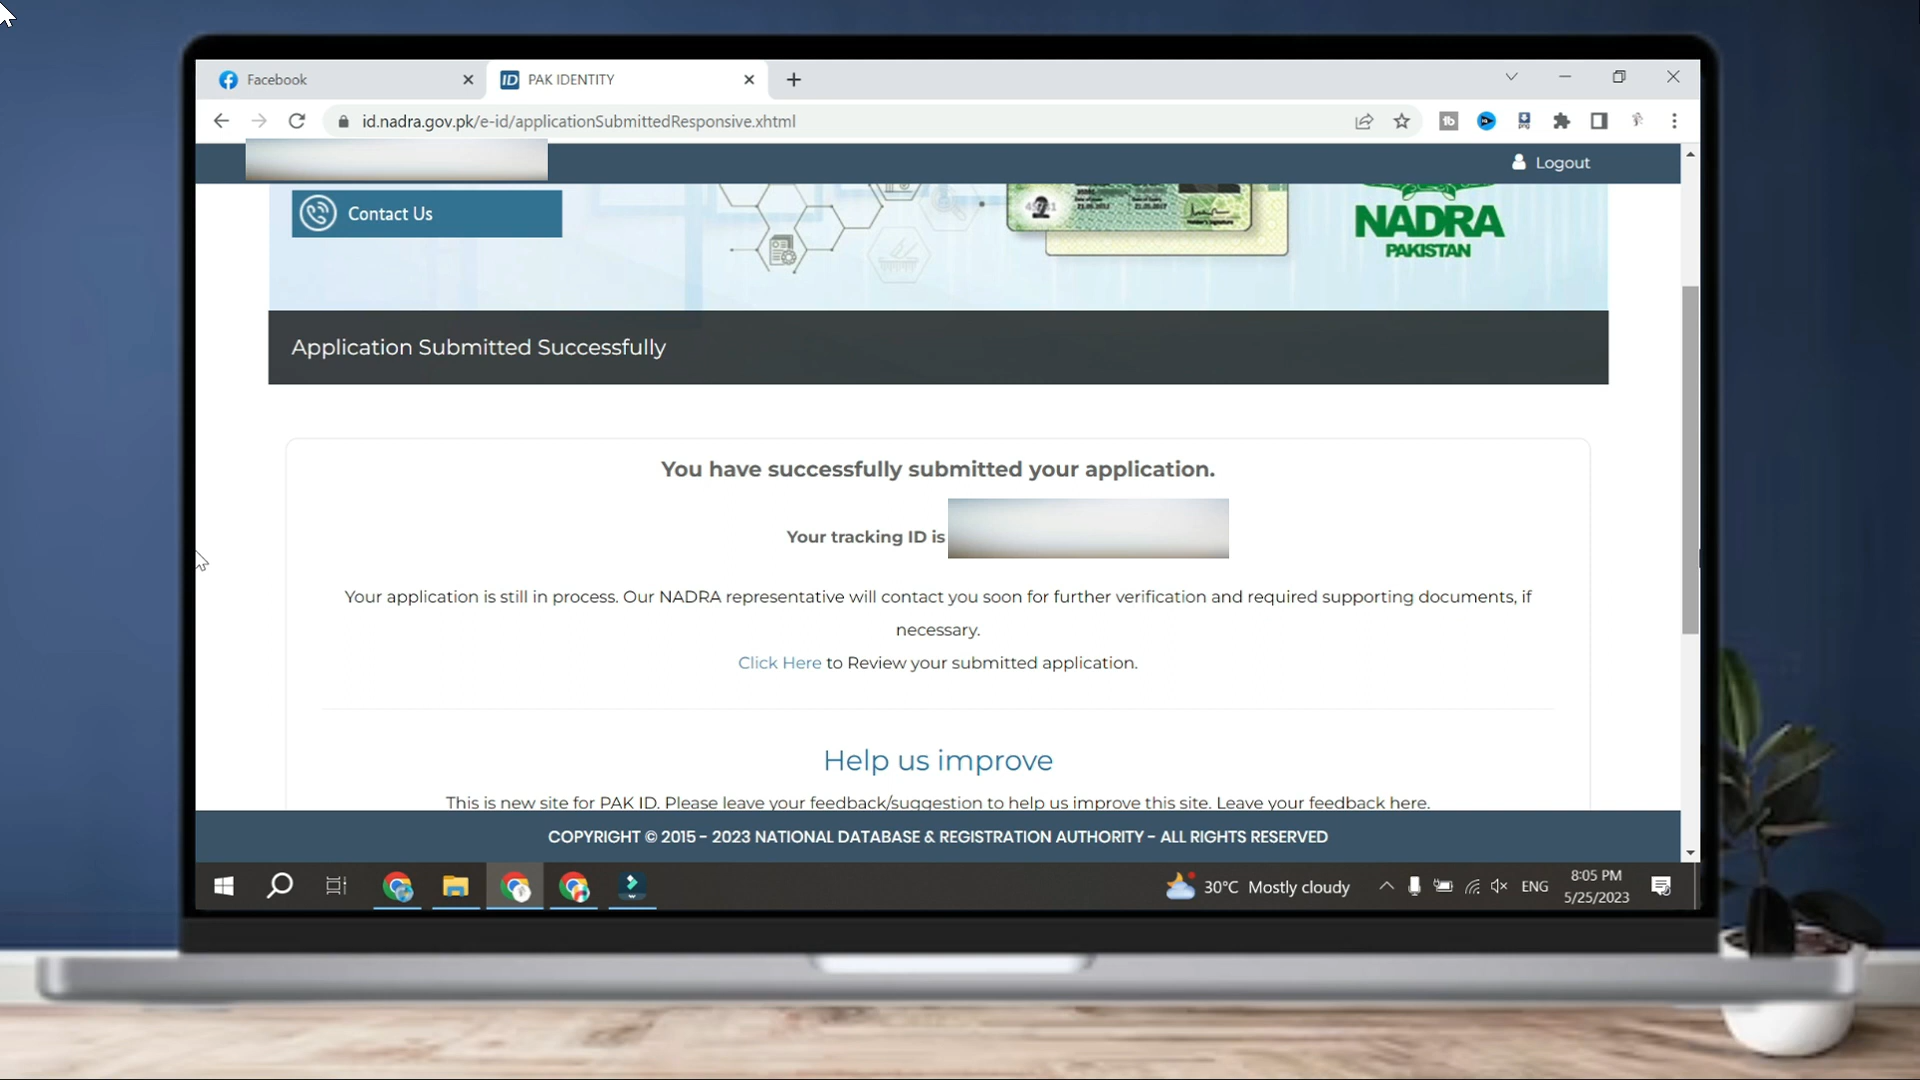 Facebook
ID PAK IDENTITY
id.nadra.gov.pk/e-id/applicationSubmittedResponsive.xhtml
Logout
Contact Us
NADRA
PAKISTAN
Application Submitted Successfully
You have successfully submitted your application.
Your tracking ID is
Your application is still in process. Our NADRA representative will contact you soon for further verification and required supporting documents, if
necessary.
Click Here to Review your submitted application.
Help us improve
This is new site for PAK ID. Please leave your feedback/suggestion to help us improve this site. Leave your feedback here.
COPYRIGHT © 2015 - 2023 NATIONAL DATABASE & REGISTRATION AUTHORITY - ALL RIGHTS RESERVED
30°C Mostly cloudy
ENG
8:05 PM
5/25/2023